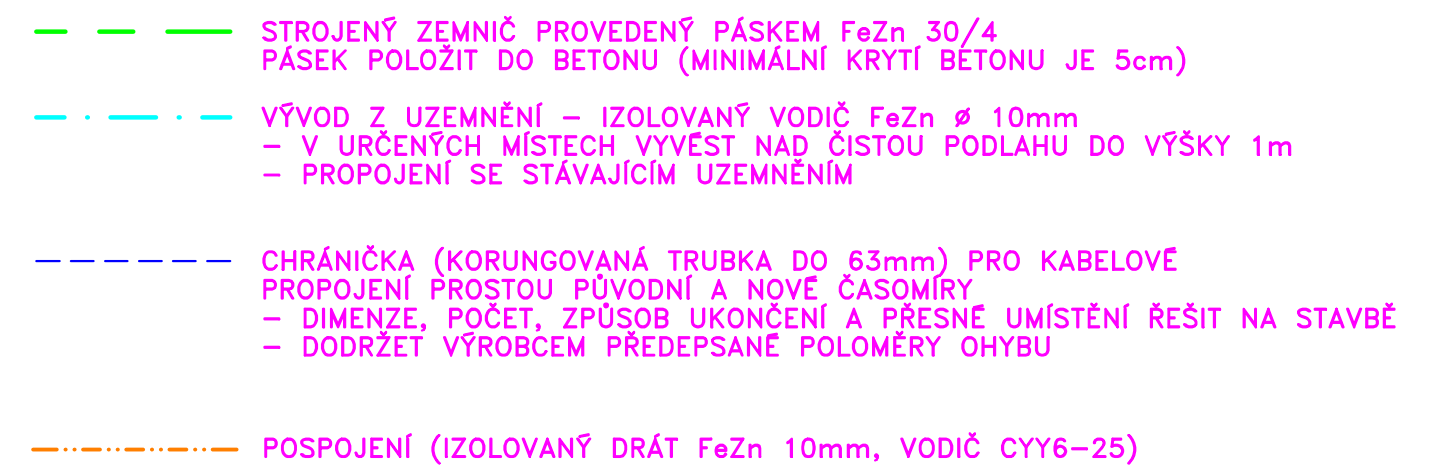 STROJENÝ ZEMNIČ PROVEDENÝ PÁSKEM FeZn 30/4
PÁSEK POLOŽIT DO BETONU (MINIMÁLNÍ KRYTÍ BETONU JE 5cm)
VÝVOD Z UZEMNĚNÍ – IZOLOVANÝ VODIČ FeZn ø 10mm
– V URČENÝCH MÍSTECH VYVÉST NAD ČISTOU PODLAHU DO VÝŠKY 1m
– PROPOJENÍ SE STÁVAJÍCÍM UZEMNĚNÍM
CHRÁNIČKA (KORUNGOVANÁ TRUBKA DO 63mm) PRO KABELOVÉ
PROPOJENÍ PROSTOU PŮVODNÍ A NOVÉ ČASOMÍRY
– DIMENZE, POČET, ZPŮSOB UKONČENÍ A PŘESNÉ UMÍSTĚNÍ ŘEŠIT NA STAVBĚ
– DODRŽET VÝROBCEM PŘEDEPSANÉ POLOMĚRY OHYBU
POSPOJENÍ (IZOLOVANÝ DRÁT FeZn 10mm, VODIČ CYY6–25)